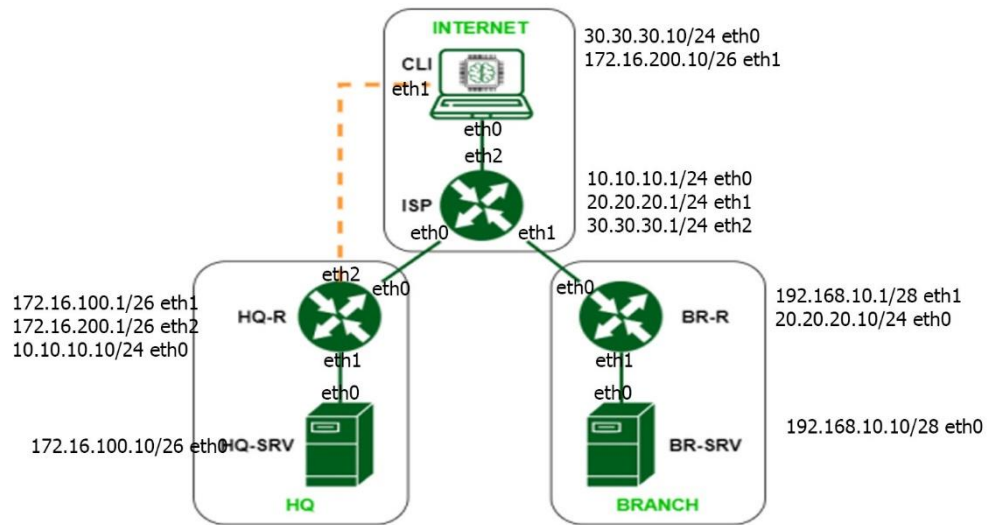 INTERNET
30.30.30.10/24 eth0
172.16.200.10/26 eth1
CLI
eth1
eth0
eth2
10.10.10.1/24 eth0
20.20.20.1/24 eth1
30.30.30.1/24 eth2
ISP
eth0
eth1
172.16.100.1/26 eth1
172.16.200.1/26 eth2
10.10.10.10/24 eth0
eth2
eth0
HQ-R
eth1
eth0
172.16.100.10/26 eth0
HQ-SRV
HQ
eth0
BR-R
192.168.10.1/28 eth1
20.20.20.10/24 eth0
eth1
eth0
BR-SRV
192.168.10.10/28 eth0
BRANCH